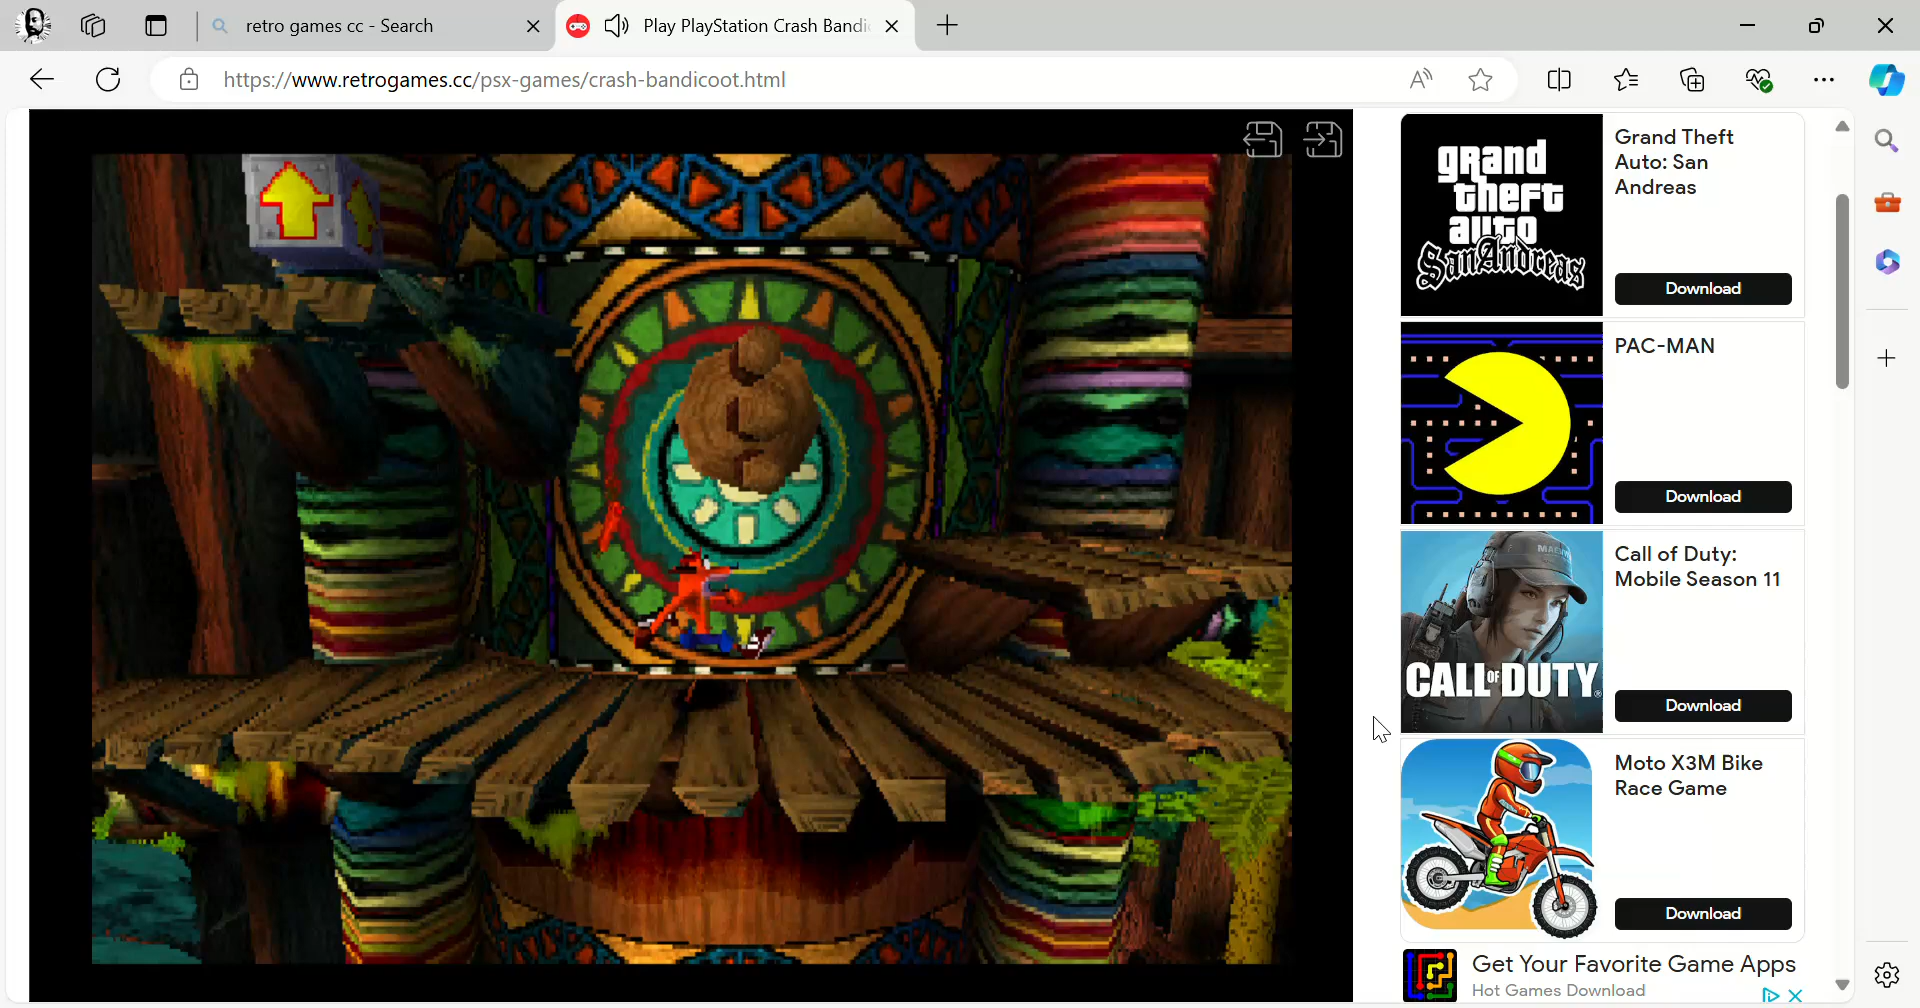 retro games cc - Search
Play PlayStation Crash Bandi
https://www.retrogames.cc/psx-games/crash-bandicoot.html
grand
theft
auto
San Andreas
Grand Theft
Auto: San
Andreas
Download
PAC-MAN
Download
CALL OF DUTY
Call of Duty:
Mobile Season 11
Download
Moto X3M Bike
Race Game
Download
Get Your Favorite Game Apps
Hot Games Download